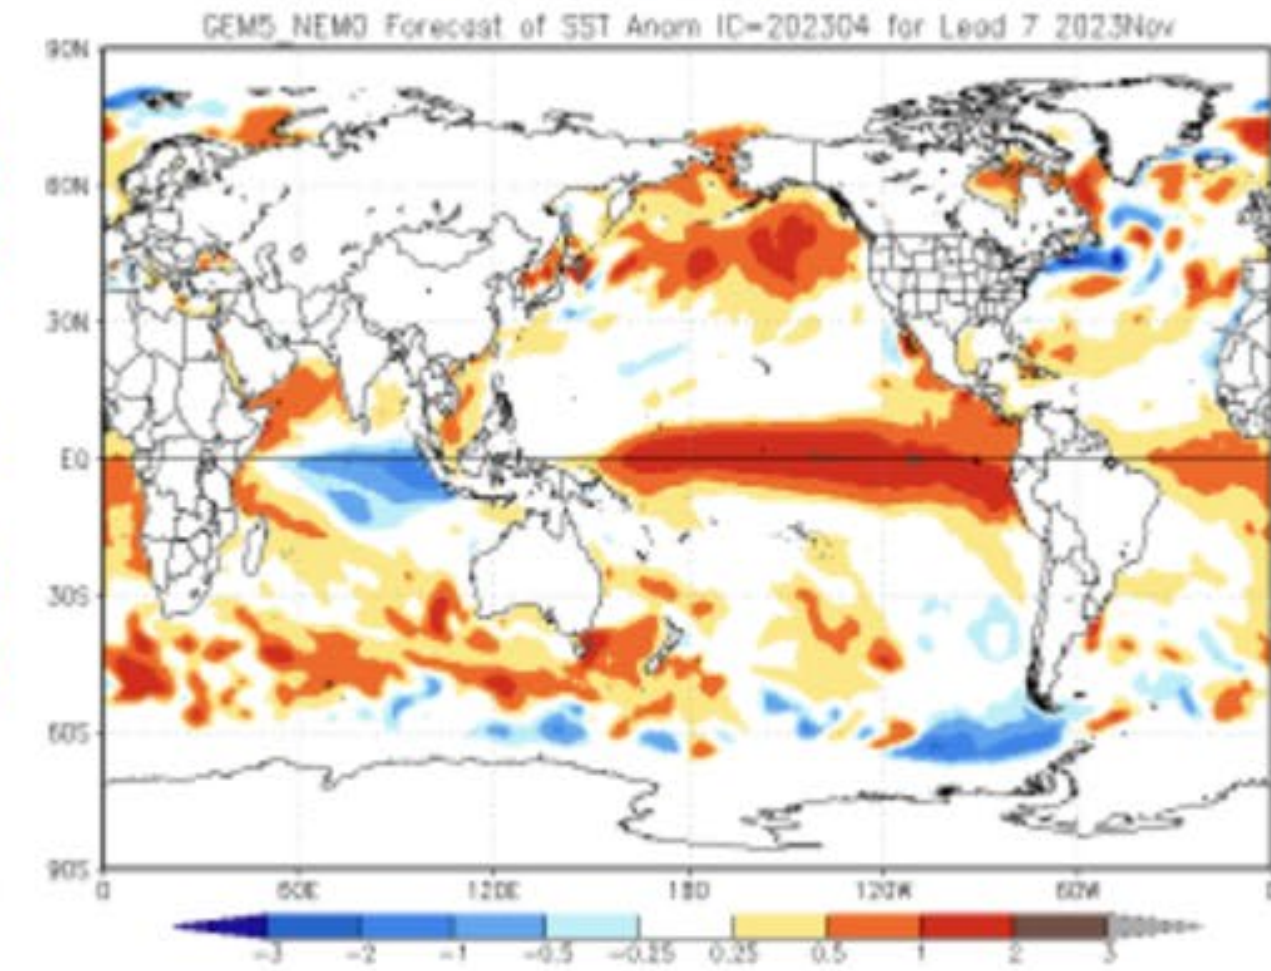 GEM5_NEMO Forecast of SST Anom IC=202304 for Lead 7 2023Nov
90N
60N
30N
EQ
30S
60S
90S
0 60E 120E 180 120W 60W 0
-3 -2 -1 -0.5 -0.25 0.25 0.5 1 2 3